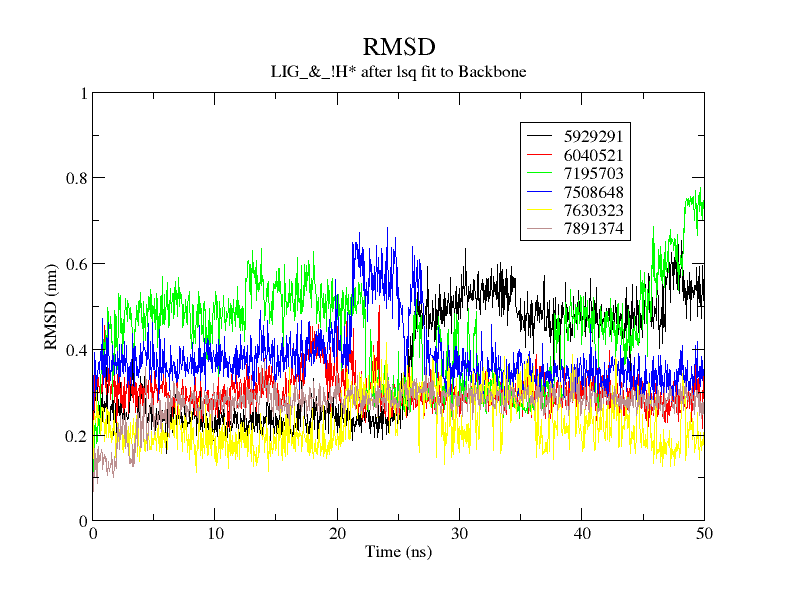 RMSD
LIG_&_!H* after lsq fit to Backbone
1
0.8
0.6
0.4
0.2
0
RMSD (nm)
5929291
6040521
7195703
7508648
7630323
7891374
0 10 20 30 40 50
Time (ns)